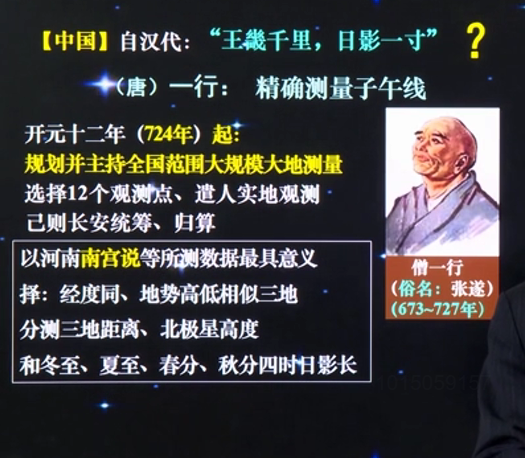 【中国】自汉代：“王畿千里，日影一寸”？
（唐）一行： 精确测量子午线
开元十二年（724年）起：
规划并主持全国范围大规模大地测量
选择12个观测点、遣人实地观测
己则长安统筹、归算
以河南南宫说等所测数据最具意义
择：经度同、地势高低相似三地
分测三地距离、北极星高度
和冬至、夏至、春分、秋分四时日影长
僧一行
（俗名：张遂）
（673~727年）